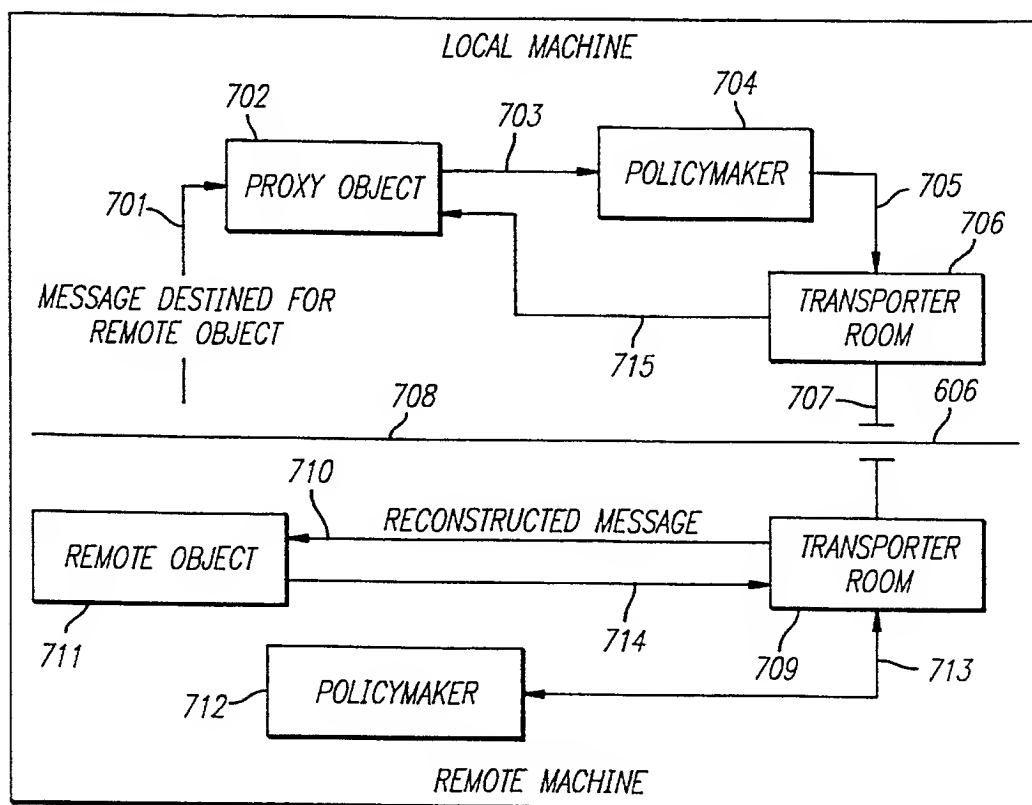 LOCAL MACHINE
702
703
704
PROXY OBJECT
POLICYMAKER
701
705
706
MESSAGE DESTINED FOR
REMOTE OBJECT
TRANSPORTER
ROOM
715
707
708
606
710
RECONSTRUCTED MESSAGE
REMOTE OBJECT
TRANSPORTER
ROOM
714
711
709
713
712
POLICYMAKER
REMOTE MACHINE